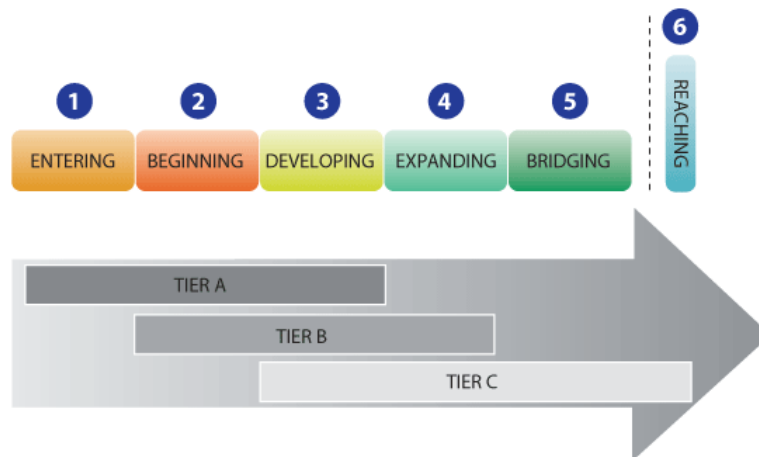 6
1 2 3 4 5
REACHING
ENTERING BEGINNING DEVELOPING EXPANDING BRIDGING
TIER A
TIER B
TIER C